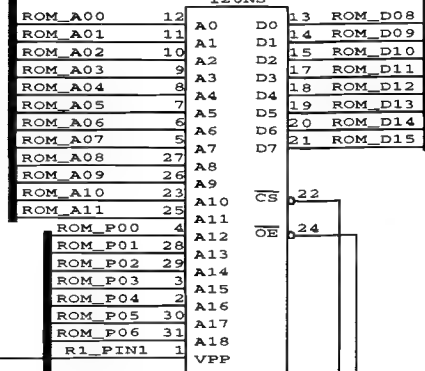 120NS
ROM_A00 12 A0 D0 13 ROM_D08
ROM_A01 11 A1 D1 14 ROM_D09
ROM_A02 10 A2 D2 15 ROM_D10
ROM_A03 9 A3 D3 17 ROM_D11
ROM_A04 8 A4 D4 18 ROM_D12
ROM_A05 7 A5 D5 19 ROM_D13
ROM_A06 6 A6 D6 20 ROM_D14
ROM_A07 5 A7 D7 21 ROM_D15
ROM_A08 27 A8
ROM_A09 26 A9
ROM_A10 23 A10 CS 22
ROM_A11 25 A11
ROM_P00 4 A12 OE 24
ROM_P01 28 A13
ROM_P02 29 A14
ROM_P03 3 A15
ROM_P04 2 A16
ROM_P05 30 A17
ROM_P06 31 A18
R1_PIN1 1 VPP